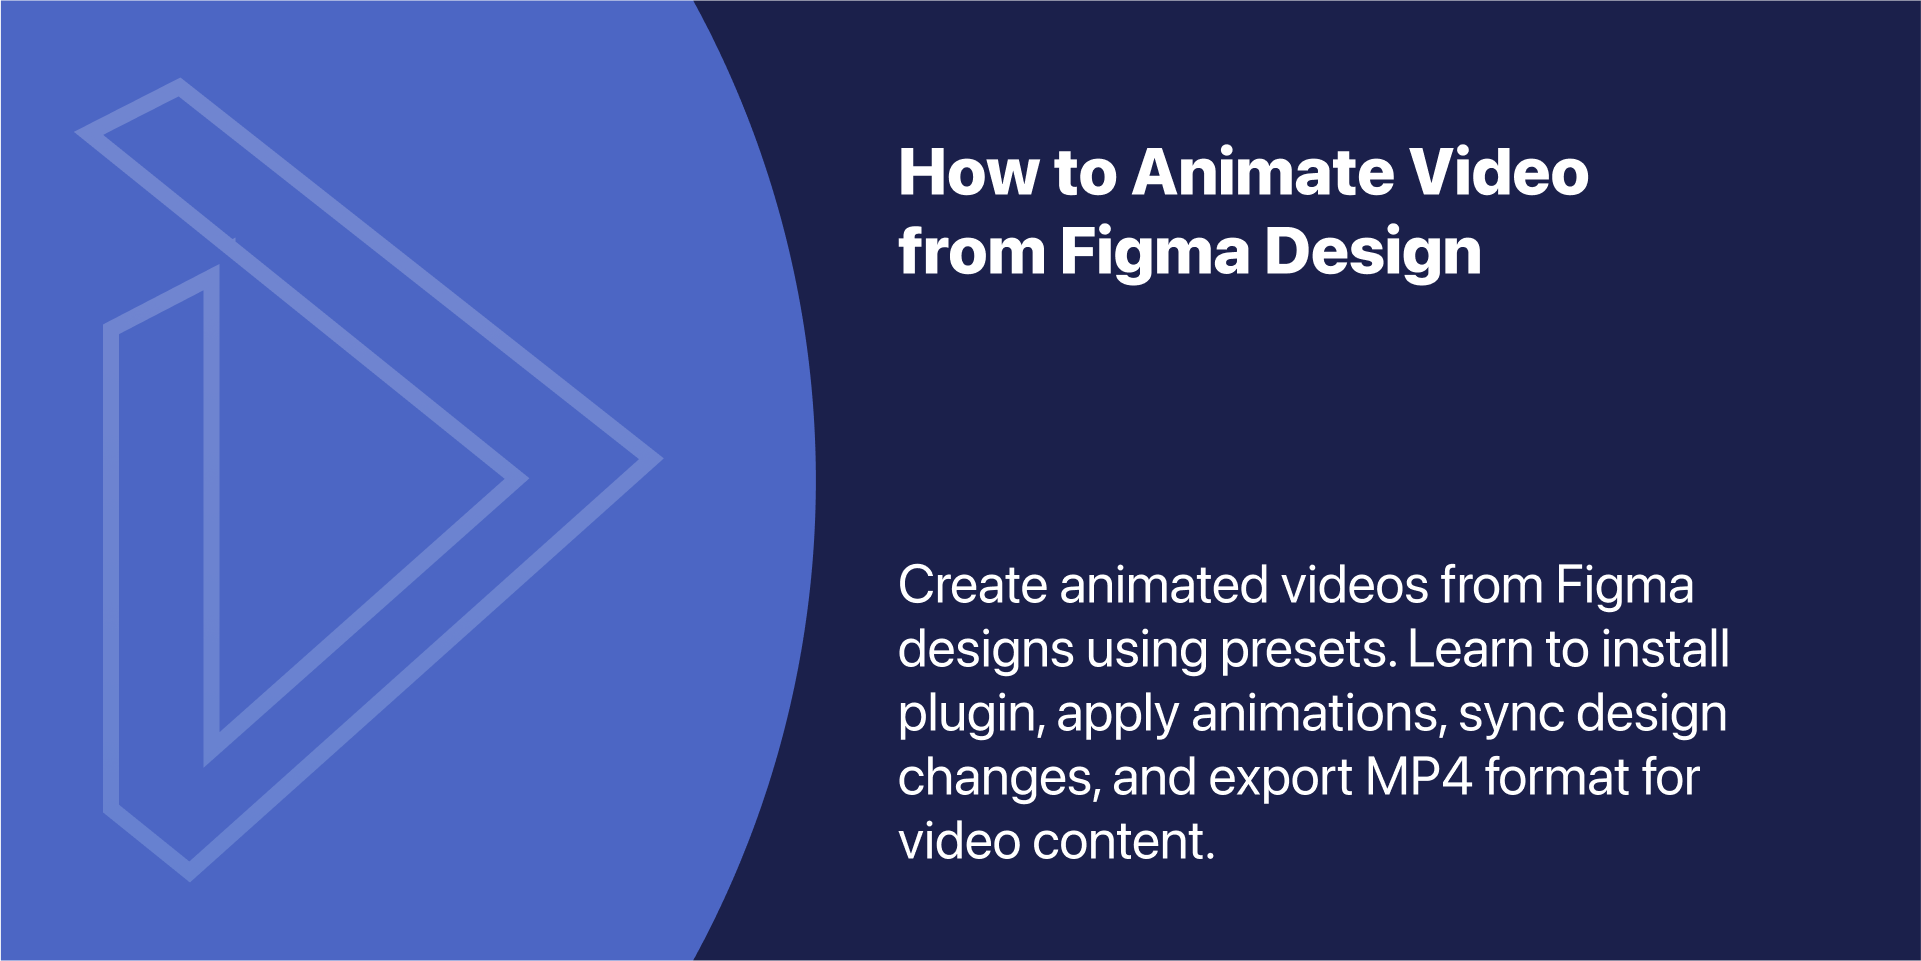 How to Animate Video
from Figma Design
Create animated videos from Figma
designs using presets. Learn to install
plugin, apply animations, sync design
changes, and export MP4 format for
video content.